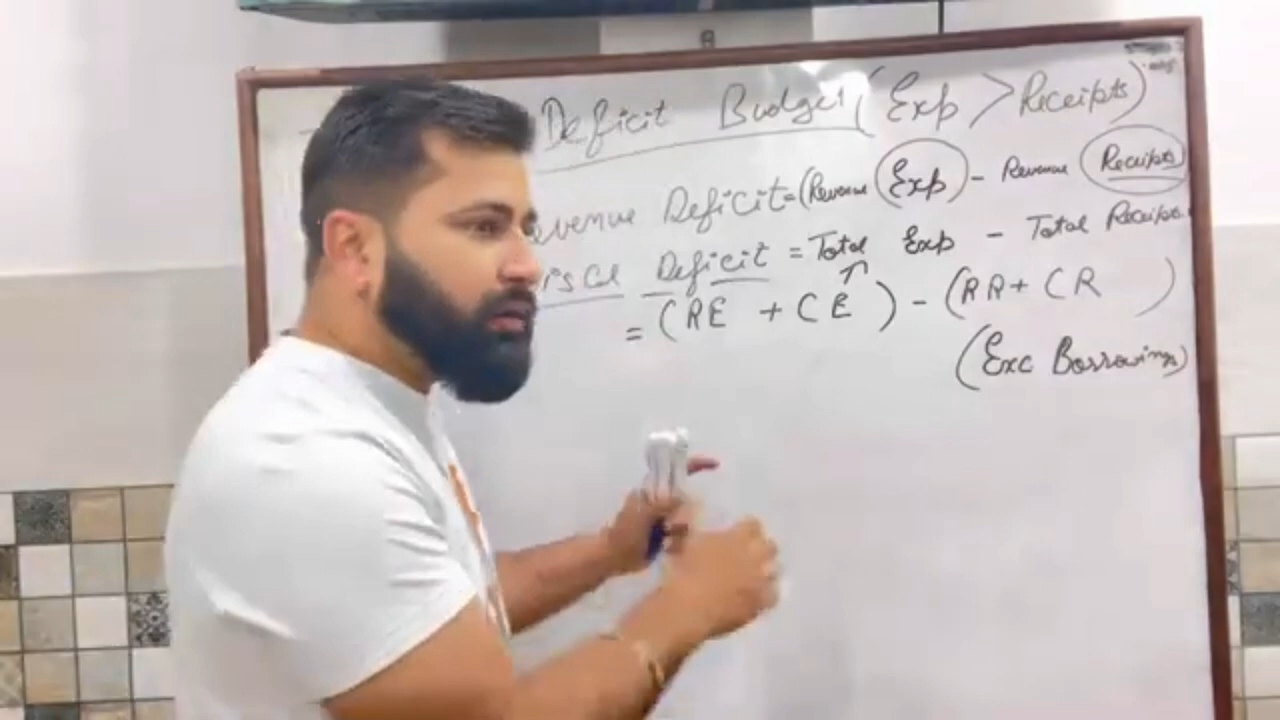 Deficit Budget (Exp > Receipts)
evenue Deficit = (Revenue Exp) - Revenue Receipts
iscal Deficit = Total Exp - Total Receipts
= (RE + CE) - (RR + CR )
(Exc Borrowings)